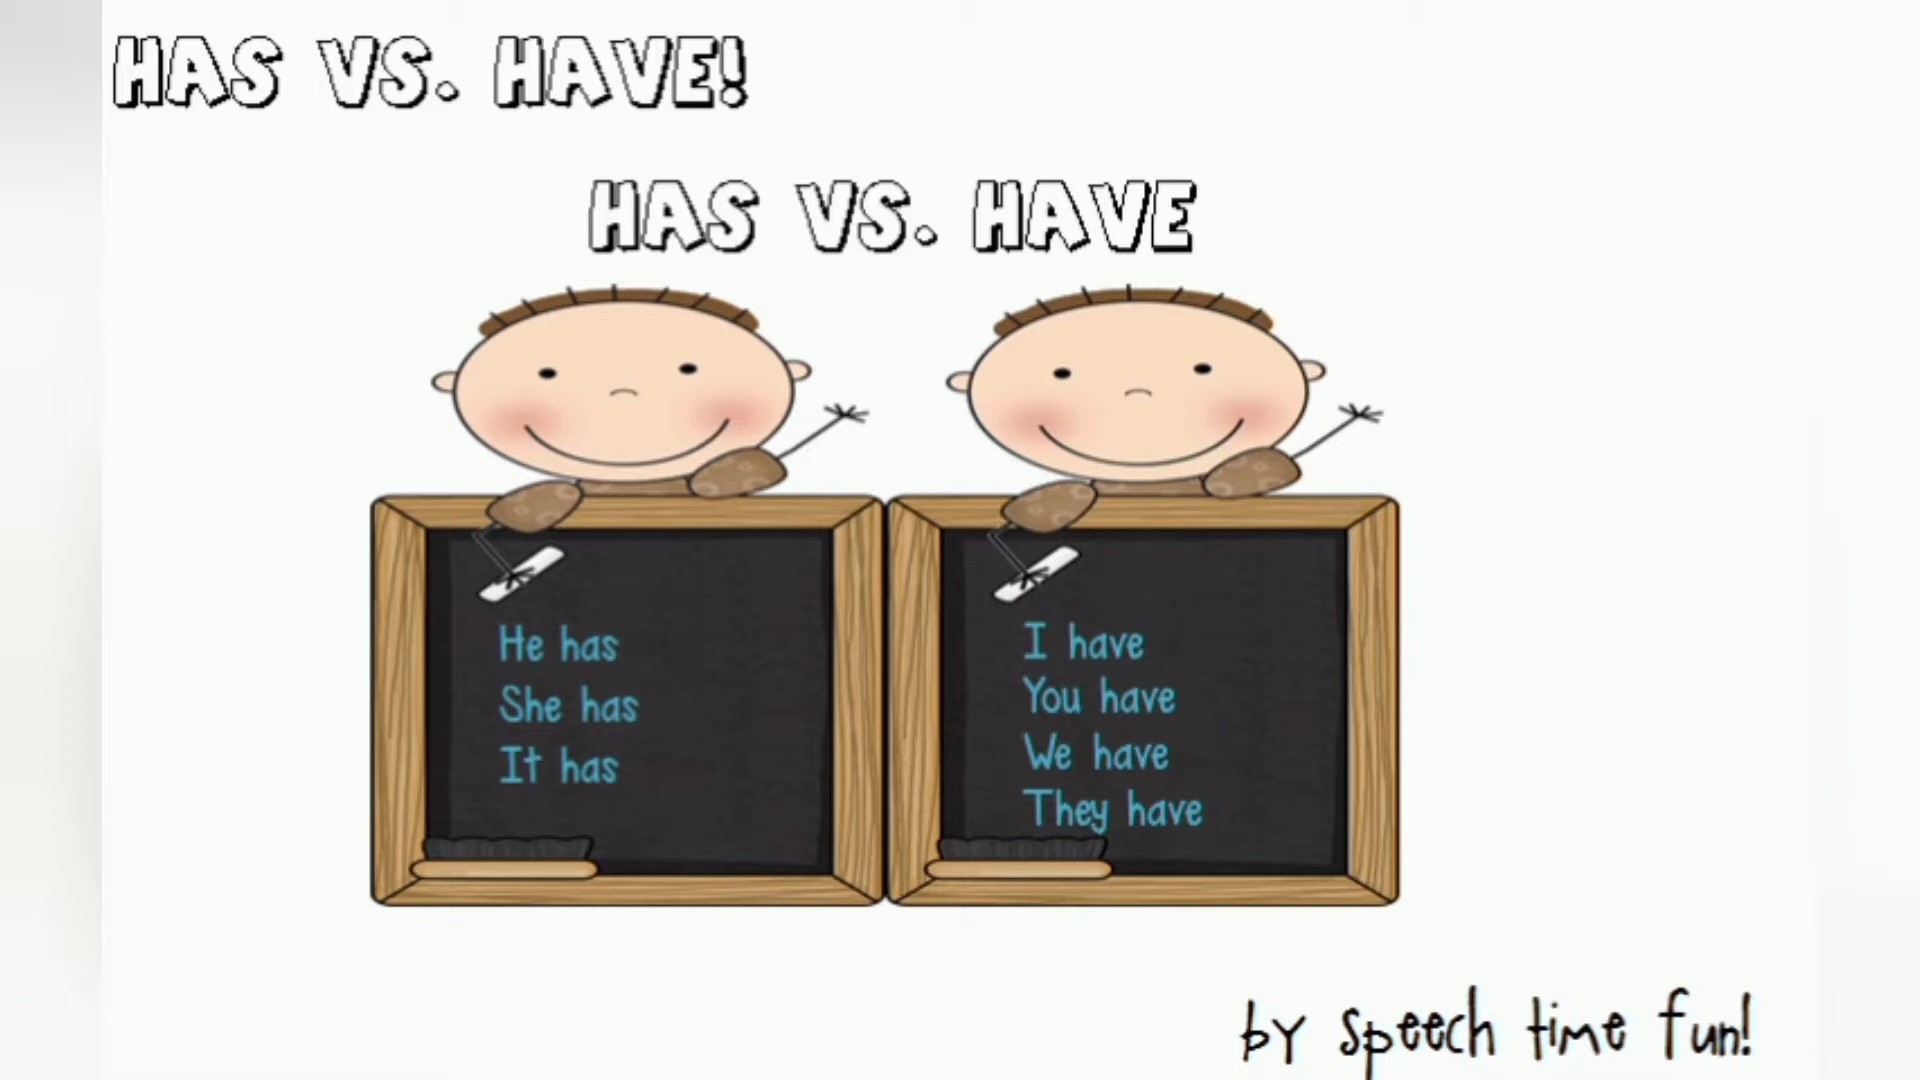 HAS VS. HAVE!
HAS VS. HAVE
He has
She has
It has
I have
You have
We have
They have
by speech time fun!